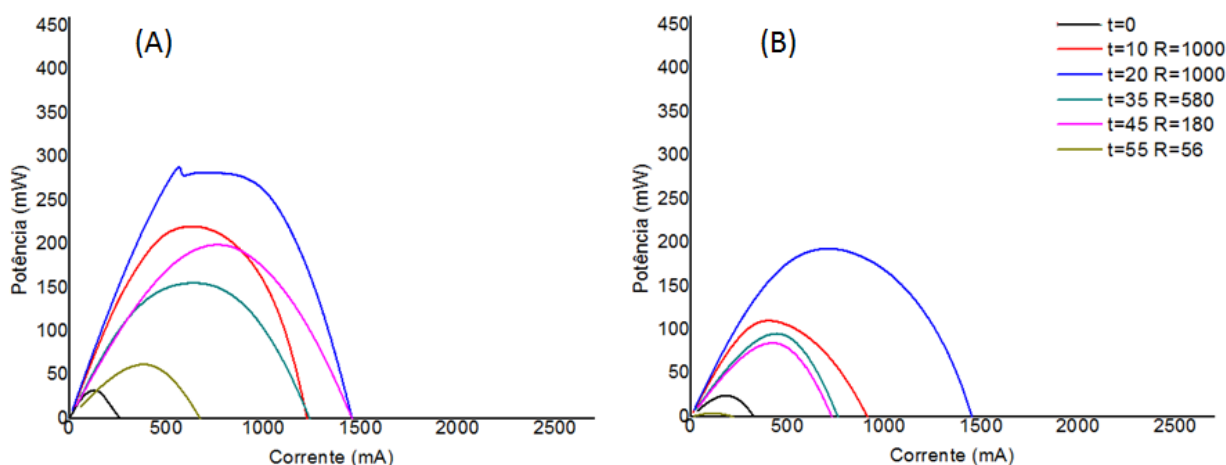 (A)
Potência (mW)
450
400
350
300
250
200
150
100
50
0
0 500 1000 1500 2000 2500
Corrente (mA)
(B)
Potência (mW)
450
400
350
300
250
200
150
100
50
0
0 500 1000 1500 2000 2500
Corrente (mA)
t=0
t=10 R=1000
t=20 R=1000
t=35 R=580
t=45 R=180
t=55 R=56